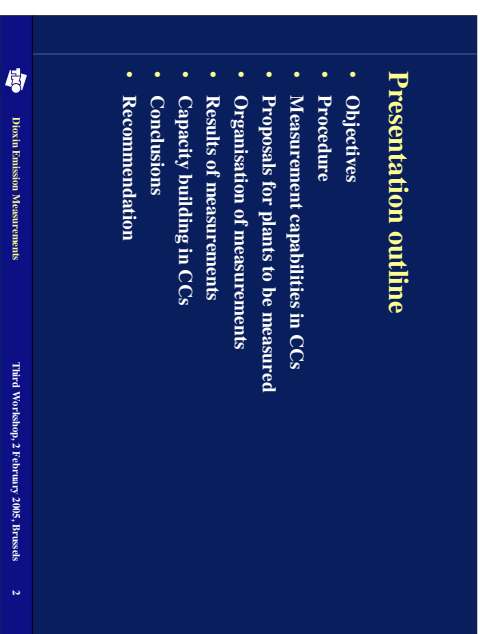 Presentation outline
• Objectives
• Procedure
• Measurement capabilities in CCs
• Proposals for plants to be measured
• Organisation of measurements
• Results of measurements
• Capacity building in CCs
• Conclusions
• Recommendation
Dioxin Emission Measurements Third Workshop, 2 February 2005, Brussels 2